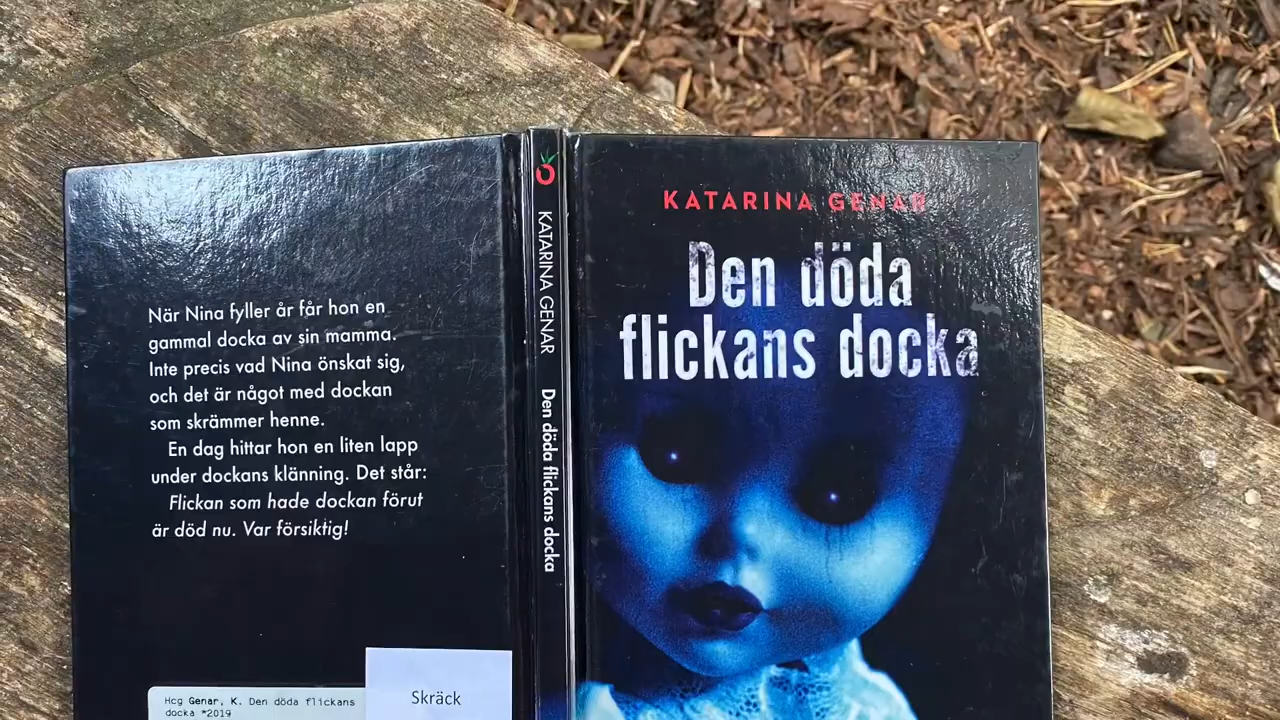 När Nina fyller år får hon en
gammal docka av sin mamma.
Inte precis vad Nina önskat sig,
och det är något med dockan
som skrämmer henne.
En dag hittar hon en liten lapp
under dockans klänning. Det står:
Flickan som hade dockan förut
är död nu. Var försiktig!
Hcg Genar, K. Den döda flickans
docka *2019
Skräck
KATARINA GENAR Den döda flickans docka
KATARINA GENAR
Den döda
flickans docka